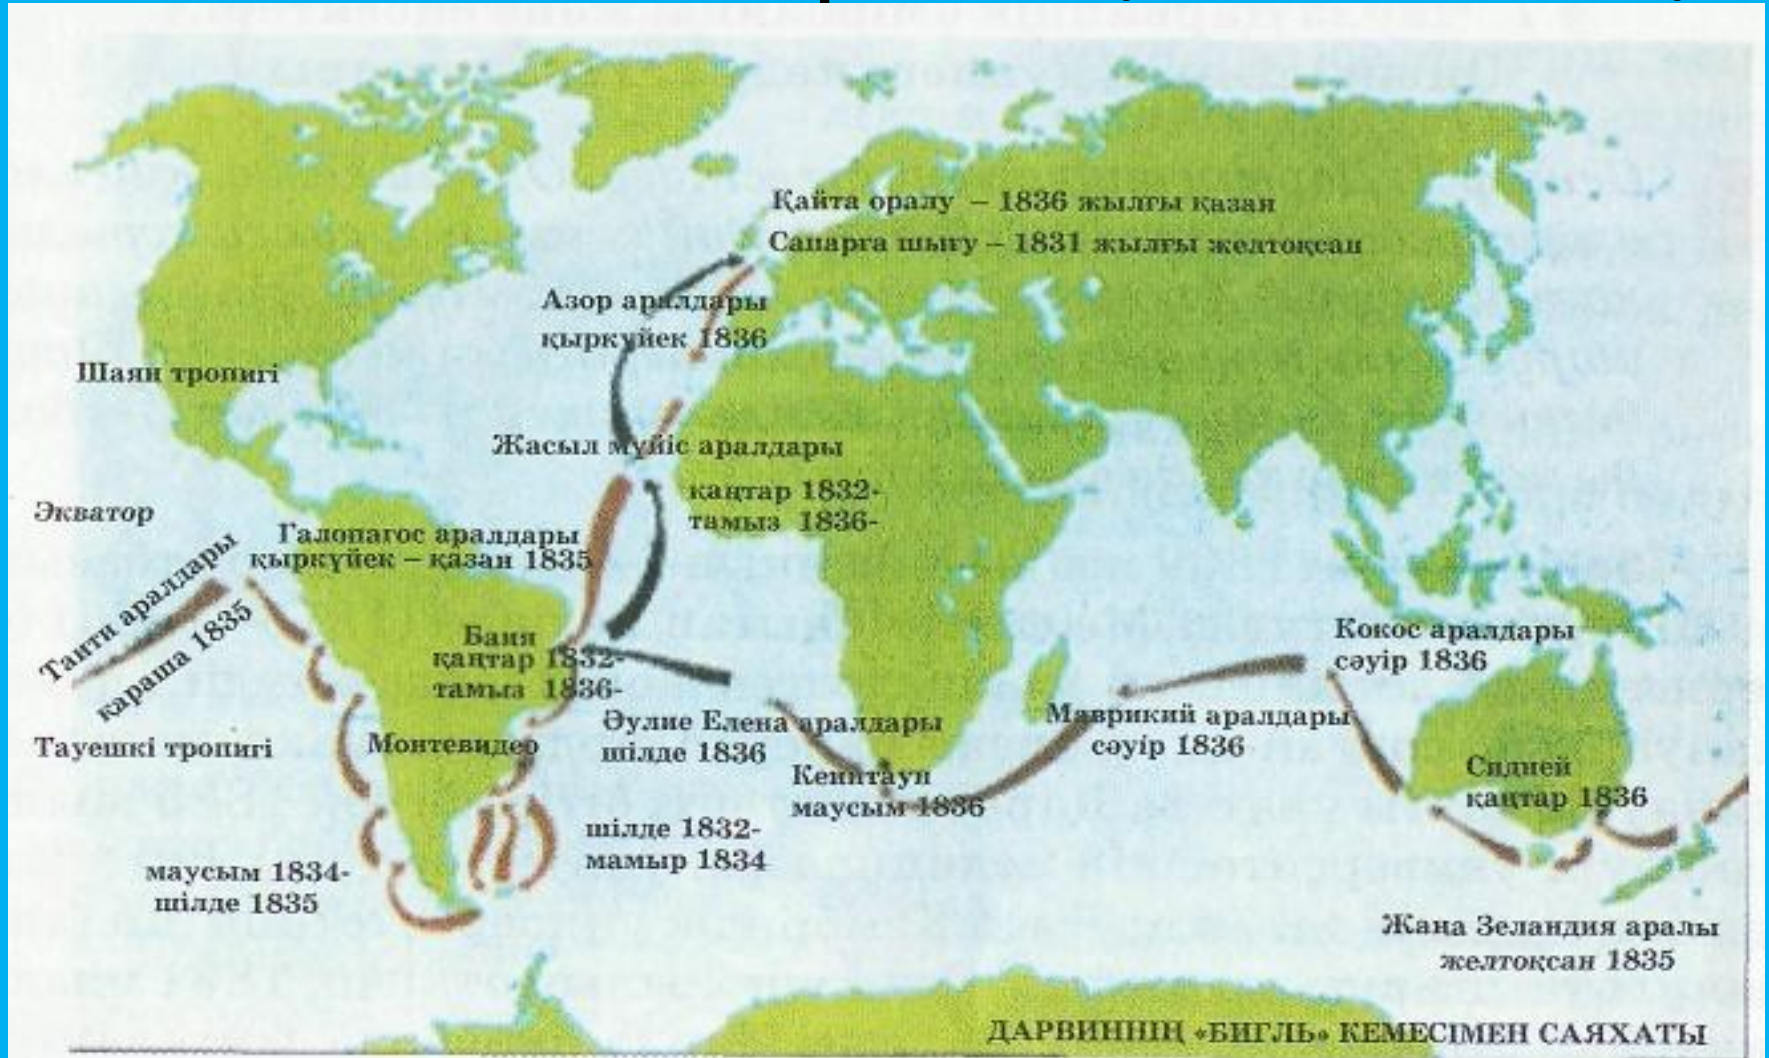 Қайта оралу – 1836 жылғы қазан
Сапарга шығу – 1831 жылғы желтоқсан
Азор аралдары
қыркүйек 1836
Шаян тропигі
Жасыл мүйіс аралдары
қаңтар 1832-
тамыз 1836-
Экватор
Галопагос аралдары
қыркүйек – қазан 1835
Таити аралдары
қараша 1835
Баия
қаңтар 1832-
тамыз 1836-
Кокос аралдары
сәуір 1836
Әулие Елена аралдары
шілде 1836
Маврикий аралдары
сәуір 1836
Тауешкі тропигі
Монтевидео
Кейптаун
маусым 1836
Сидней
қаңтар 1836
шілде 1832-
мамыр 1834
маусым 1834-
шілде 1835
Жаңа Зеландия аралы
желтоқсан 1835
ДАРВИННІҢ «БИГЛЬ» КЕМЕСІМЕН САЯХАТЫ